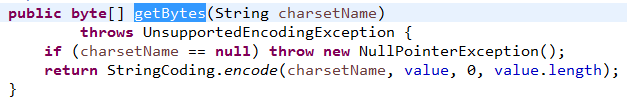 public byte[] getBytes(String charsetName)
        throws UnsupportedEncodingException {
    if (charsetName == null) throw new NullPointerException();
    return StringCoding.encode(charsetName, value, 0, value.length);
}